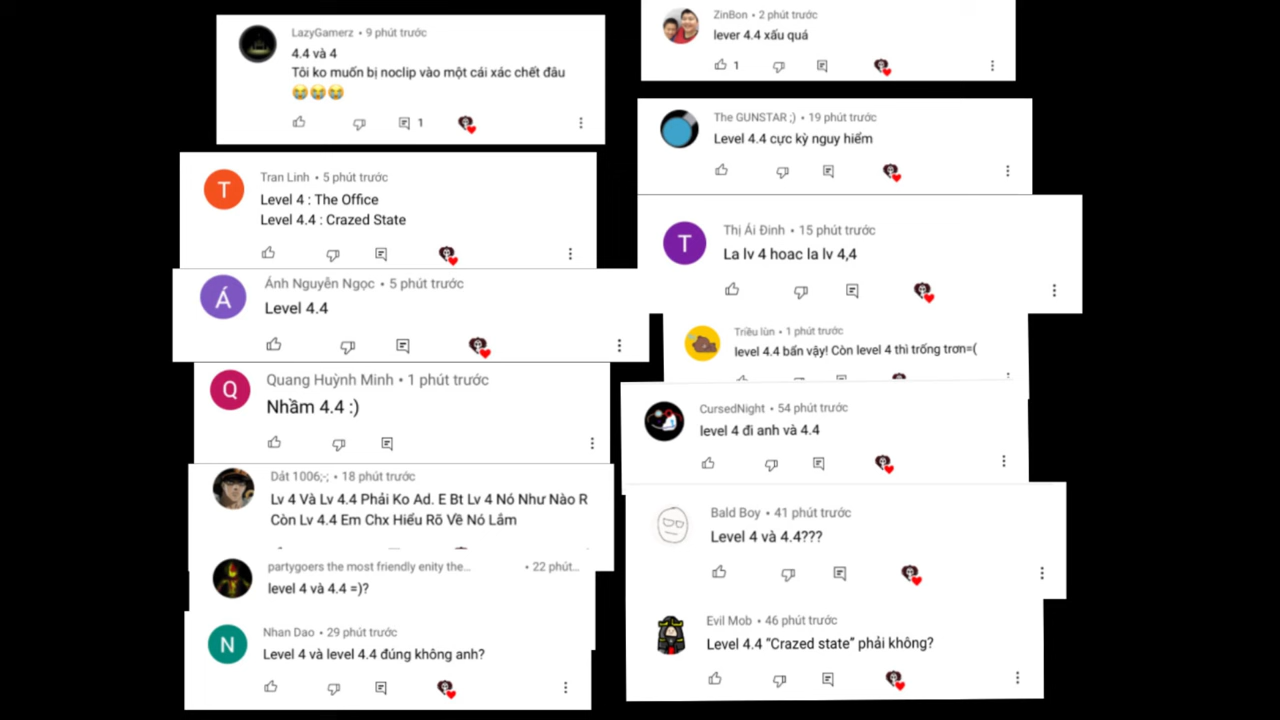 LazyGamerz • 9 phút trước
4.4 và 4
Tôi ko muốn bị noclip vào một cái xác chết đâu
😭😭😭
1
T
Tran Linh • 5 phút trước
Level 4 : The Office
Level 4.4 : Crazed State
Á
Ánh Nguyễn Ngọc • 5 phút trước
Level 4.4
Q
Quang Huỳnh Minh • 1 phút trước
Nhầm 4.4 :)
Dát 1006;-; • 18 phút trước
Lv 4 Và Lv 4.4 Phải Ko Ad. E Bt Lv 4 Nó Như Nào R
Còn Lv 4.4 Em Chx Hiểu Rõ Về Nó Lắm
partygoers the most friendly enity the... • 22 phút...
level 4 và 4.4 =)?
N
Nhan Dao • 29 phút trước
Level 4 và level 4.4 đúng không anh?
ZinBon • 2 phút trước
lever 4.4 xấu quá
1
The GUNSTAR ;) • 19 phút trước
Level 4.4 cực kỳ nguy hiểm
T
Thị Ái Đinh • 15 phút trước
La lv 4 hoac la lv 4,4
Triều lùn • 1 phút trước
level 4.4 bẩn vậy! Còn level 4 thì trống trơn=(
CursedNight • 54 phút trước
level 4 đi anh và 4.4
Bald Boy • 41 phút trước
Level 4 và 4.4???
Evil Mob • 46 phút trước
Level 4.4 “Crazed state” phải không?